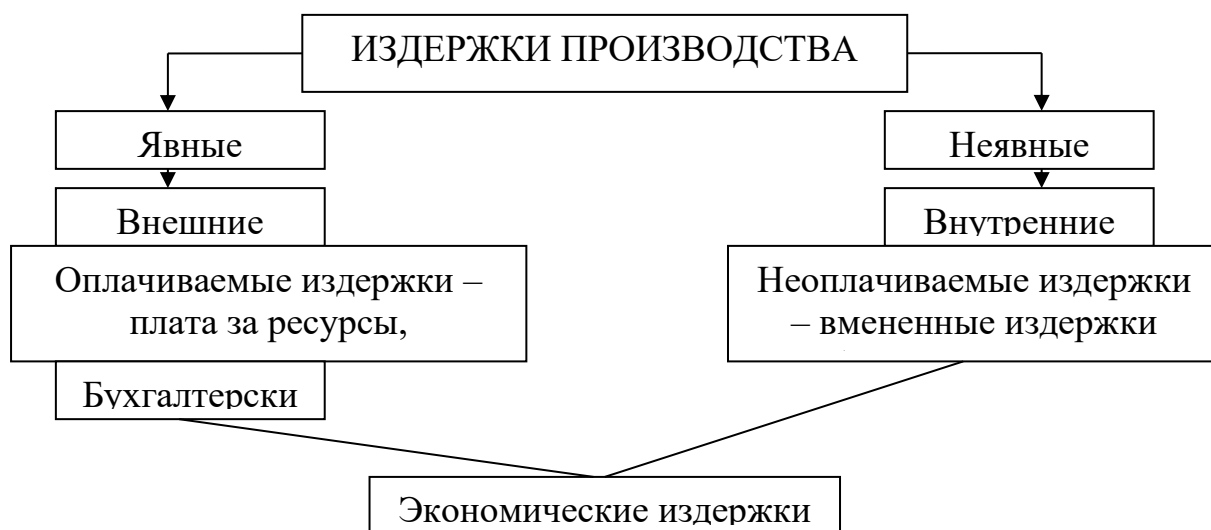 ИЗДЕРЖКИ ПРОИЗВОДСТВА
Явные
Неявные
Внешние
Внутренние
Оплачиваемые издержки –
плата за ресурсы,
Неоплачиваемые издержки
– вмененные издержки
Бухгалтерски
Экономические издержки